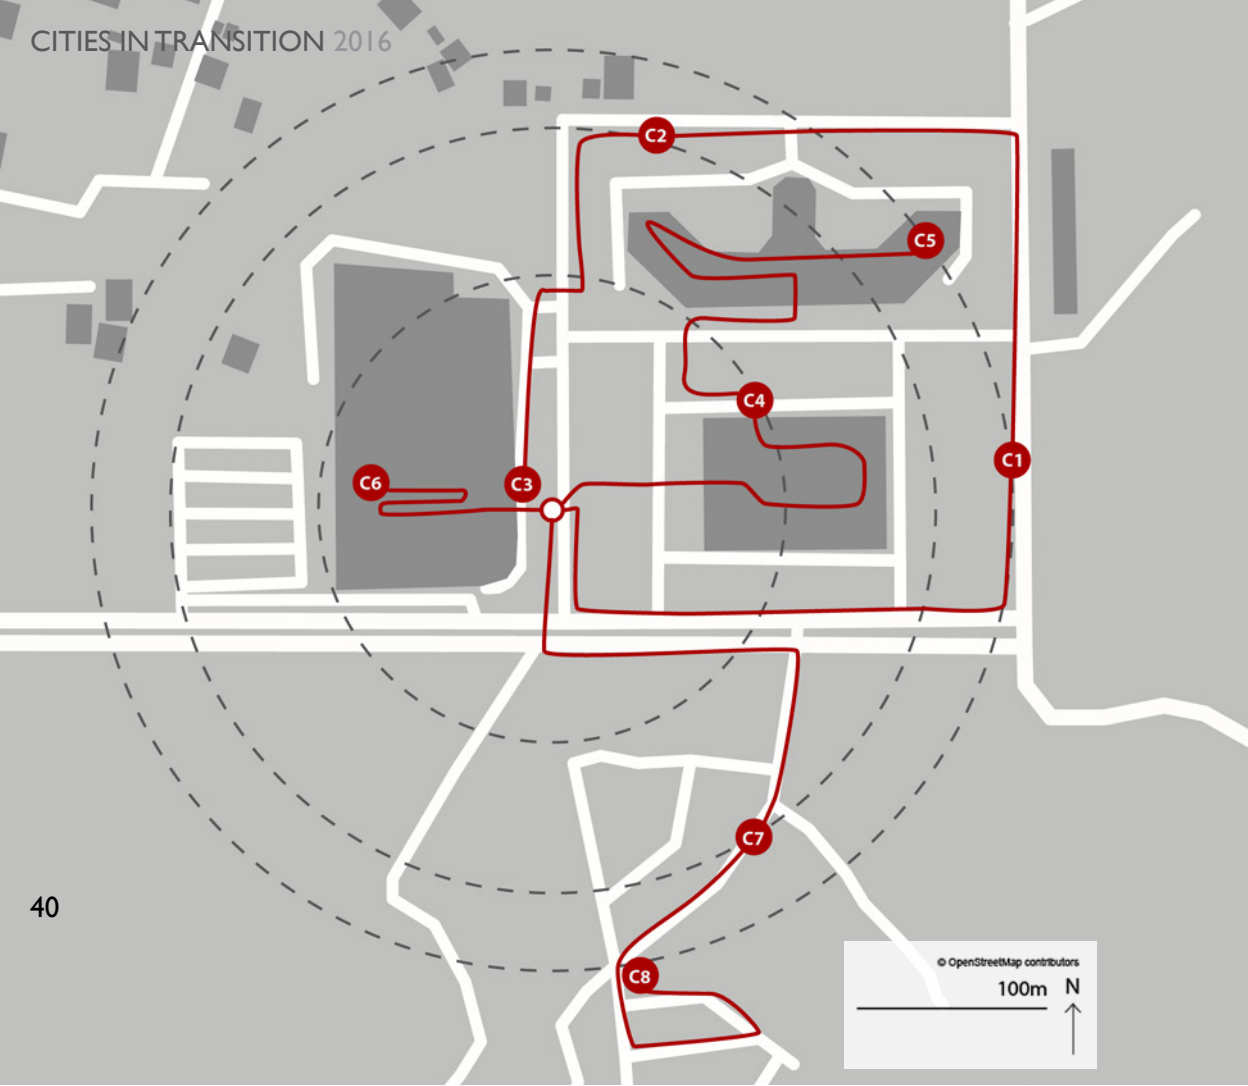 CITIES IN TRANSITION 2016
C2
C5
C4
C1
C6
C3
C7
40
C8
© OpenStreetMap contributors
100m N